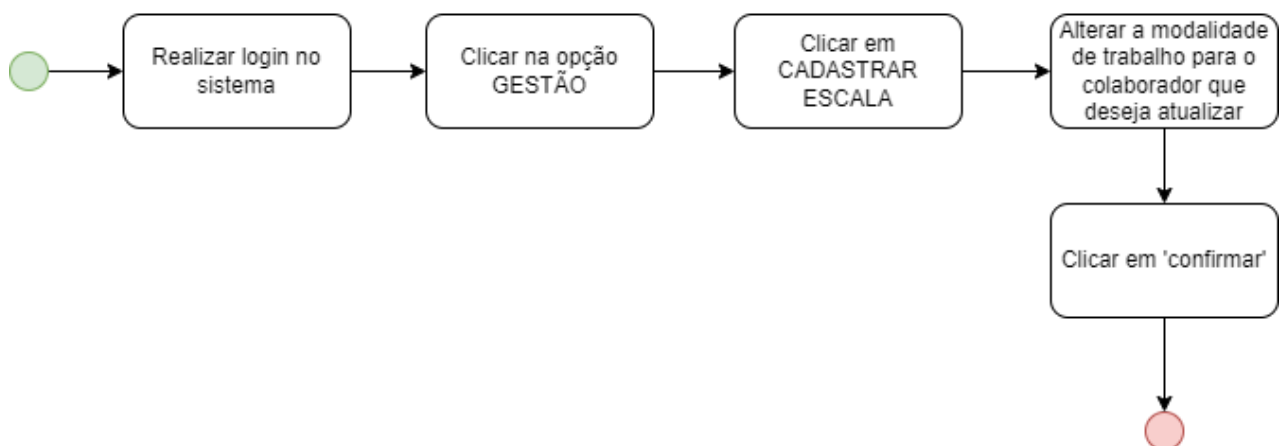 Realizar login no
sistema
Clicar na opção
GESTÃO
Clicar em
CADASTRAR
ESCALA
Alterar a modalidade
de trabalho para o
colaborador que
deseja atualizar
Clicar em 'confirmar'